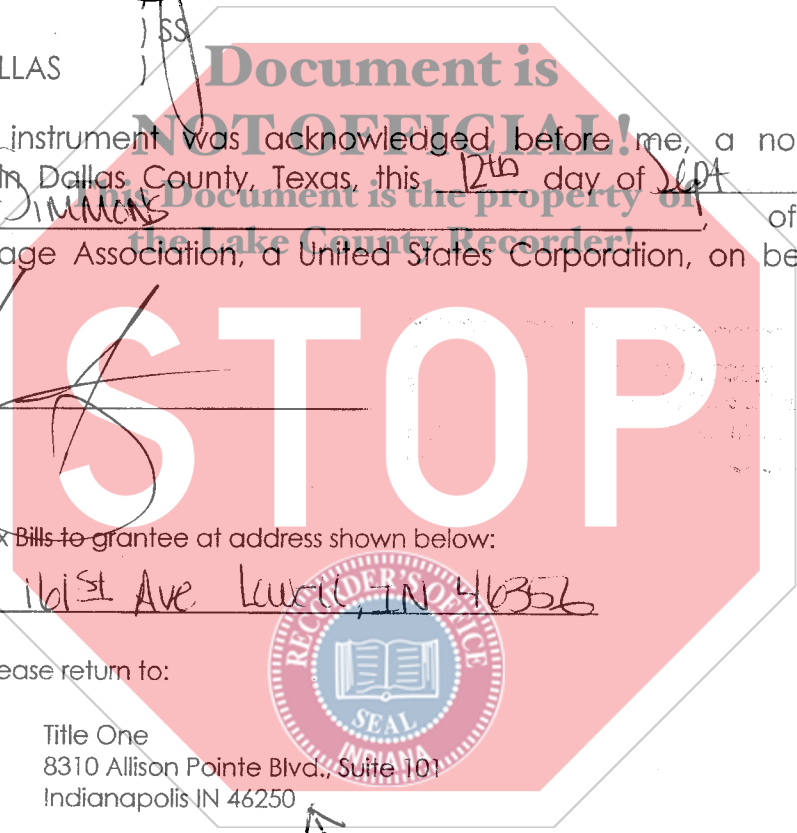 ) SS
LLAS )
Document is
NOT OFFICIAL!
instrument was acknowledged before me, a no
in Dallas County, Texas, this 12th day of Sept
This Document is the property of
Simmons, of
the Lake County Recorder!
age Association, a United States Corporation, on be
STOP
x Bills to grantee at address shown below:
161st Ave Lowell, IN 46356
RECORDER'S OFFICE
SEAL
INDIANA
ease return to:
Title One
8310 Allison Pointe Blvd., Suite 101
Indianapolis IN 46250